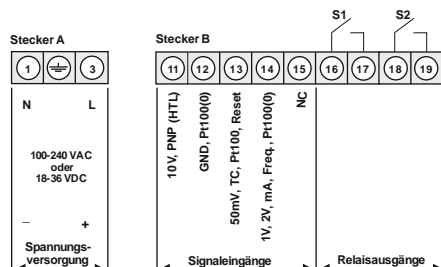 S1 S2
Stecker A Stecker B
1 3 11 12 13 14 15 16 17 18 19
N L
100-240 VAC
oder
18-36 VDC
– +
Spannungs-
versorgung
10V, PNP (HTL)
GND, Pt100(0)
50mV, TC, Pt100, Reset
1V, 2V, mA, Freq., Pt100(0)
NC
Signaleingänge Relaisausgänge